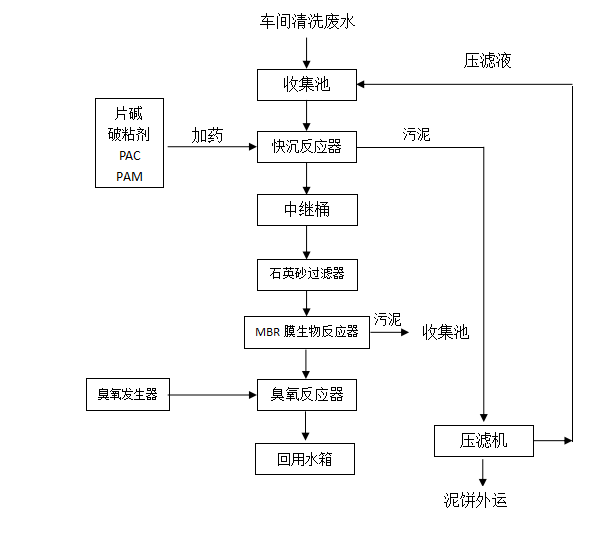 车间清洗废水
压滤液
收集池
片碱
破粘剂
PAC
PAM
加药
快沉反应器
污泥
中继桶
石英砂过滤器
MBR 膜生物反应器
污泥
收集池
臭氧发生器
臭氧反应器
压滤机
回用水箱
泥饼外运